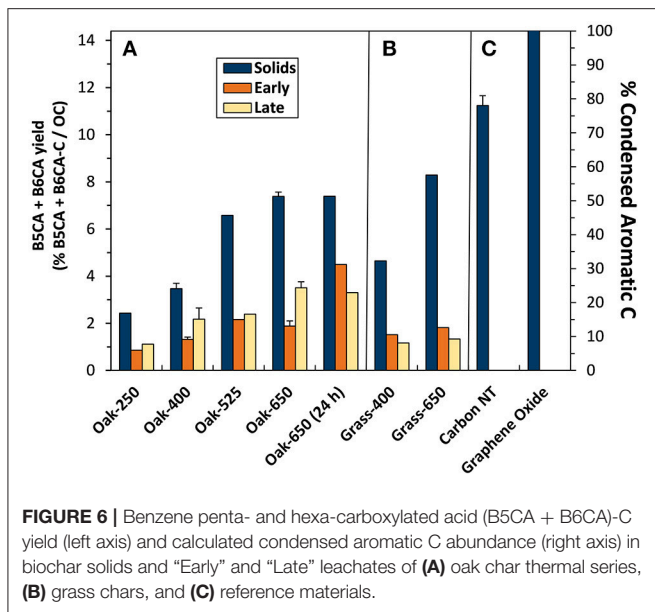 A
B
C
Solids
Early
Late
B5CA + B6CA yield
(% B5CA + B6CA-C / OC)
14
12
10
8
6
4
2
0
100
90
80
70
60
50
40
30
20
10
0
% Condensed Aromatic C
Oak-250
Oak-400
Oak-525
Oak-650
Oak-650 (24 h)
Grass-400
Grass-650
Carbon NT
Graphene Oxide
FIGURE 6 | Benzene penta- and hexa-carboxylated acid (B5CA + B6CA)-C
yield (left axis) and calculated condensed aromatic C abundance (right axis) in
biochar solids and “Early” and “Late” leachates of (A) oak char thermal series,
(B) grass chars, and (C) reference materials.